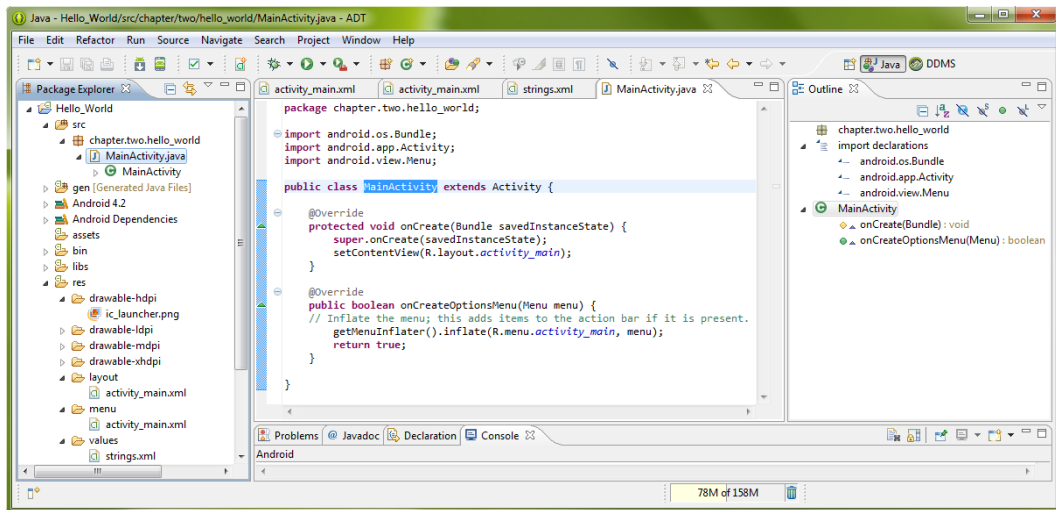 Java - Hello_World/src/chapter/two/hello_world/MainActivity.java - ADT
File Edit Refactor Run Source Navigate Search Project Window Help
Java DDMS
Package Explorer
Hello_World
src
chapter.two.hello_world
MainActivity.java
MainActivity
gen [Generated Java Files]
Android 4.2
Android Dependencies
assets
bin
libs
res
drawable-hdpi
ic_launcher.png
drawable-ldpi
drawable-mdpi
drawable-xhdpi
layout
activity_main.xml
menu
activity_main.xml
values
strings.xml
activity_main.xml activity_main.xml strings.xml MainActivity.java
package chapter.two.hello_world;
import android.os.Bundle;
import android.app.Activity;
import android.view.Menu;
public class MainActivity extends Activity {
@Override
protected void onCreate(Bundle savedInstanceState) {
super.onCreate(savedInstanceState);
setContentView(R.layout.activity_main);
}
@Override
public boolean onCreateOptionsMenu(Menu menu) {
// Inflate the menu; this adds items to the action bar if it is present.
getMenuInflater().inflate(R.menu.activity_main, menu);
return true;
}
}
Outline
chapter.two.hello_world
import declarations
android.os.Bundle
android.app.Activity
android.view.Menu
MainActivity
onCreate(Bundle) : void
onCreateOptionsMenu(Menu) : boolean
Problems @ Javadoc Declaration Console
Android
78M of 158M